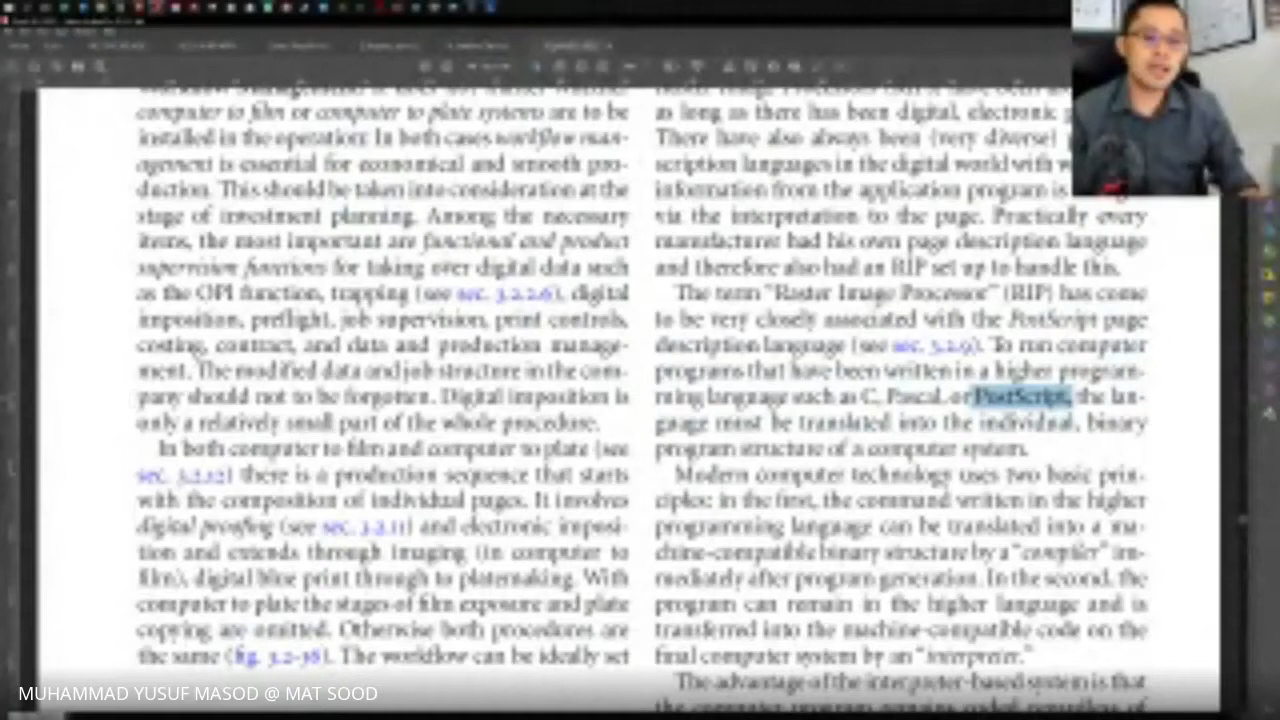 computer to film or computer to plate systems are to be
installed in the operation: In both cases workflow man-
agement is essential for economical and smooth pro-
duction. This should be taken into consideration at the
stage of investment planning. Among the necessary
items, the most important are functional and product
supervision functions for taking over digital data such
as the OPI function, trapping (see sec. 3.2.2.6), digital
imposition, preflight, job supervision, print controls,
costing, contract, and data and production manage-
ment. The modified data and job structure in the com-
pany should not to be forgotten. Digital imposition is
only a relatively small part of the whole procedure.
In both computer to film and computer to plate (see
sec. 3.2.12) there is a production sequence that starts
with the composition of individual pages. It involves
digital proofing (see sec. 3.2.11) and electronic imposi-
tion and extends through imaging (in computer to
film), digital blue print through to platemaking. With
computer to plate the stages of film exposure and plate
copying are omitted. Otherwise both procedures are
the same (fig. 3.2-38). The workflow can be ideally set
as long as there has been digital, electronic
There have also always been (very diverse)
scription languages in the digital world with
information from the application program is
via the interpretation to the page. Practically every
manufacturer had his own page description language
and therefore also had an RIP set up to handle this.
The term "Raster Image Processor" (RIP) has come
to be very closely associated with the PostScript page
description language (see sec. 3.2.9). To run computer
programs that have been written in a higher program-
ming language such as C, Pascal, or PostScript, the lan-
guage must be translated into the individual, binary
program structure of a computer system.
Modern computer technology uses two basic prin-
ciples: in the first, the command written in the higher
programming language can be translated into a ma-
chine-compatible binary structure by a "compiler" im-
mediately after program generation. In the second, the
program can remain in the higher language and is
transferred into the machine-compatible code on the
final computer system by an "interpreter."
The advantage of the interpreter-based system is that
MUHAMMAD YUSUF MASOD @ MAT SOOD